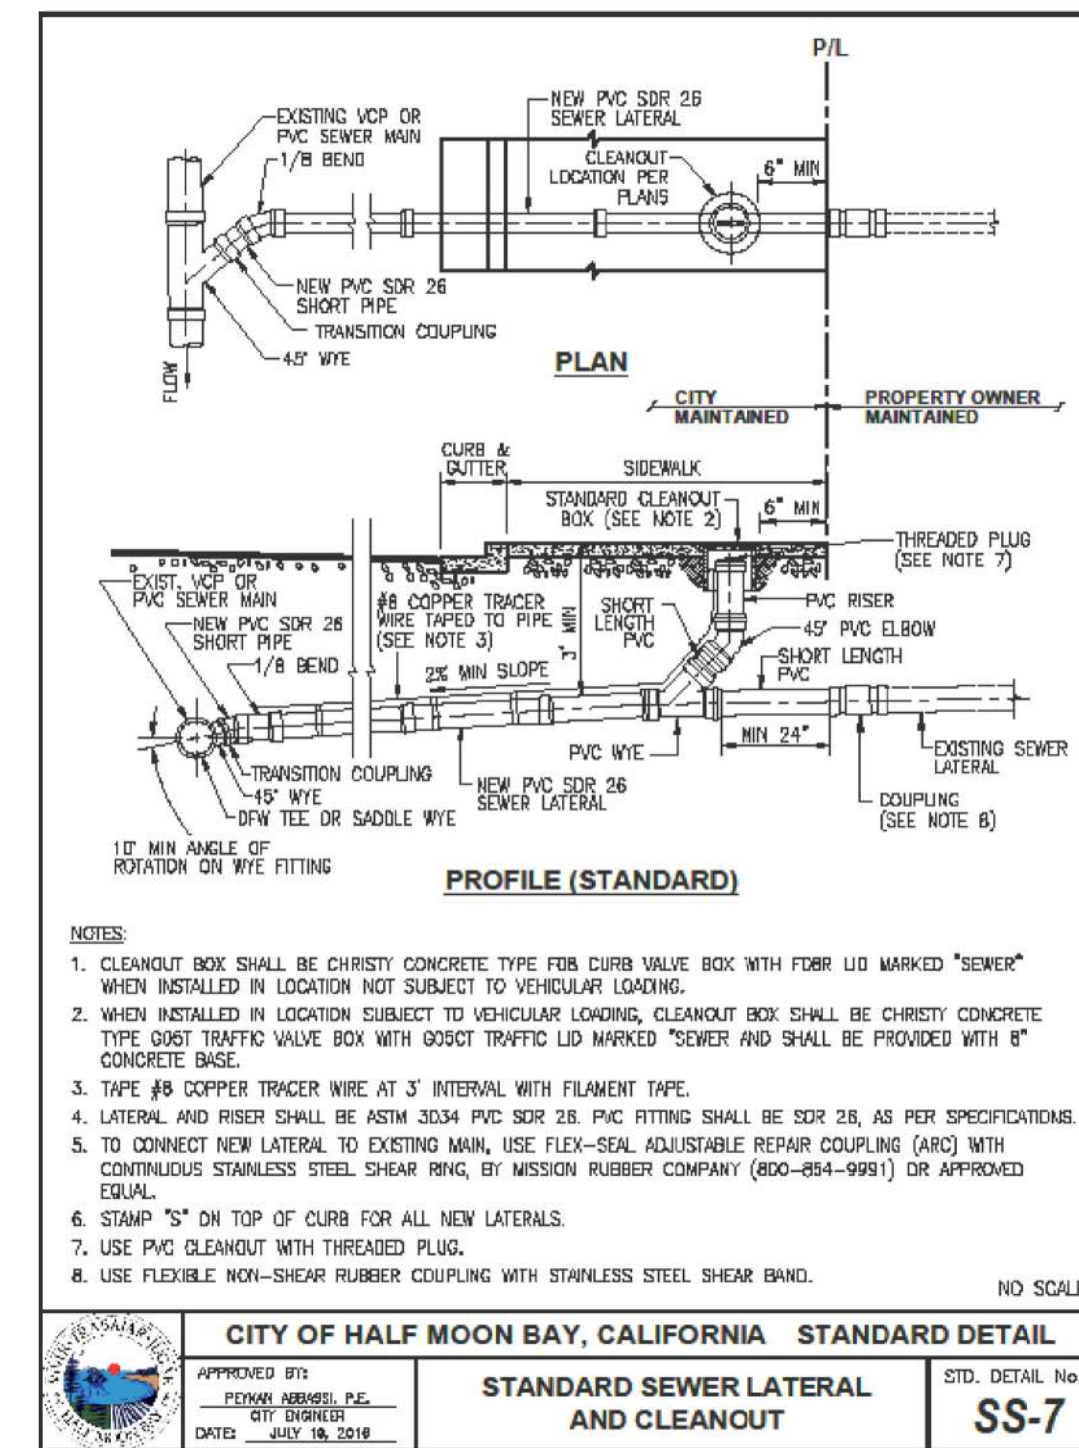 P/L
NEW PVC SDR 26
SEWER LATERAL
EXISTING VCP OR
PVC SEWER MAIN
1/8 BEND
CLEANOUT
LOCATION PER
PLANS
6" MIN
NEW PVC SDR 26
SHORT PIPE
TRANSITION COUPLING
45° WYE
FLOW
PLAN
CITY
MAINTAINED
PROPERTY OWNER
MAINTAINED
CURB &
GUTTER
SIDEWALK
STANDARD CLEANOUT
BOX (SEE NOTE 2)
6" MIN
THREADED PLUG
(SEE NOTE 7)
EXIST. VCP OR
PVC SEWER MAIN
NEW PVC SDR 26
SHORT PIPE
1/8 BEND
#8 COPPER TRACER
WIRE TAPED TO PIPE
(SEE NOTE 3)
2% MIN SLOPE
3' MIN
SHORT
LENGTH
PVC
PVC RISER
45° PVC ELBOW
SHORT LENGTH
PVC
MIN 24"
PVC WYE
EXISTING SEWER
LATERAL
TRANSITION COUPLING
45° WYE
DFW TEE OR SADDLE WYE
NEW PVC SDR 26
SEWER LATERAL
COUPLING
(SEE NOTE 8)
10° MIN ANGLE OF
ROTATION ON WYE FITTING
PROFILE (STANDARD)
NOTES:
1. CLEANOUT BOX SHALL BE CHRISTY CONCRETE TYPE F08 CURB VALVE BOX WITH F08R LID MARKED "SEWER"
WHEN INSTALLED IN LOCATION NOT SUBJECT TO VEHICULAR LOADING.
2. WHEN INSTALLED IN LOCATION SUBJECT TO VEHICULAR LOADING, CLEANOUT BOX SHALL BE CHRISTY CONCRETE
TYPE G05T TRAFFIC VALVE BOX WITH G05CT TRAFFIC LID MARKED "SEWER AND SHALL BE PROVIDED WITH 8"
CONCRETE BASE.
3. TAPE #8 COPPER TRACER WIRE AT 3' INTERVAL WITH FILAMENT TAPE.
4. LATERAL AND RISER SHALL BE ASTM 3034 PVC SDR 26. PVC FITTING SHALL BE SDR 26, AS PER SPECIFICATIONS.
5. TO CONNECT NEW LATERAL TO EXISTING MAIN, USE FLEX-SEAL ADJUSTABLE REPAIR COUPLING (ARC) WITH
CONTINUOUS STAINLESS STEEL SHEAR RING, BY MISSION RUBBER COMPANY (800-854-9991) OR APPROVED
EQUAL.
6. STAMP "S" ON TOP OF CURB FOR ALL NEW LATERALS.
7. USE PVC CLEANOUT WITH THREADED PLUG.
8. USE FLEXIBLE NON-SHEAR RUBBER COUPLING WITH STAINLESS STEEL SHEAR BAND.
NO SCALE
CITY OF HALF MOON BAY, CALIFORNIA STANDARD DETAIL
APPROVED BY:
PEYMAN ABBASSI, P.E.
CITY ENGINEER
DATE: JULY 19, 2016
STANDARD SEWER LATERAL
AND CLEANOUT
STD. DETAIL No
SS-7